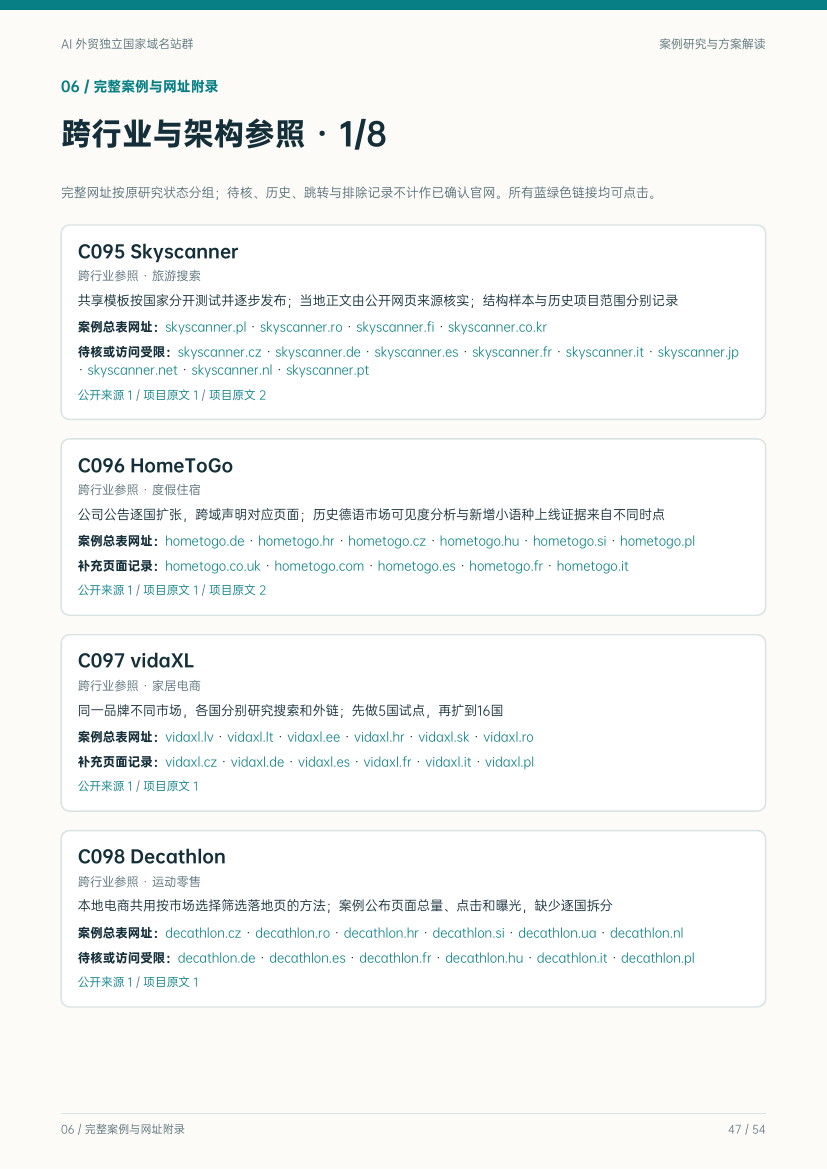 AI 外贸独立国家域名站群
案例研究与方案解读
06 / 完整案例与网址附录
跨行业与架构参照 · 1/8
完整网址按原研究状态分组；待核、历史、跳转与排除记录不计作已确认官网。所有蓝绿色链接均可点击。
C095 Skyscanner
跨行业参照 · 旅游搜索
共享模板按国家分开测试并逐步发布；当地正文由公开网页来源核实；结构样本与历史项目范围分别记录
案例总表网址：skyscanner.pl · skyscanner.ro · skyscanner.fi · skyscanner.co.kr
待核或访问受限：skyscanner.cz · skyscanner.de · skyscanner.es · skyscanner.fr · skyscanner.it · skyscanner.jp
· skyscanner.net · skyscanner.nl · skyscanner.pt
公开来源 1 / 项目原文 1 / 项目原文 2
C096 HomeToGo
跨行业参照 · 度假住宿
公司公告逐国扩张，跨域声明对应页面；历史德语市场可见度分析与新增小语种上线证据来自不同时点
案例总表网址：hometogo.de · hometogo.hr · hometogo.cz · hometogo.hu · hometogo.si · hometogo.pl
补充页面记录：hometogo.co.uk · hometogo.com · hometogo.es · hometogo.fr · hometogo.it
公开来源 1 / 项目原文 1 / 项目原文 2
C097 vidaXL
跨行业参照 · 家居电商
同一品牌不同市场，各国分别研究搜索和外链；先做5国试点，再扩到16国
案例总表网址：vidaxl.lv · vidaxl.lt · vidaxl.ee · vidaxl.hr · vidaxl.sk · vidaxl.ro
补充页面记录：vidaxl.cz · vidaxl.de · vidaxl.es · vidaxl.fr · vidaxl.it · vidaxl.pl
公开来源 1 / 项目原文 1
C098 Decathlon
跨行业参照 · 运动零售
本地电商共用按市场选择筛选落地页的方法；案例公布页面总量、点击和曝光，缺少逐国拆分
案例总表网址：decathlon.cz · decathlon.ro · decathlon.hr · decathlon.si · decathlon.ua · decathlon.nl
待核或访问受限：decathlon.de · decathlon.es · decathlon.fr · decathlon.hu · decathlon.it · decathlon.pl
公开来源 1 / 项目原文 1
06 / 完整案例与网址附录
47 / 54